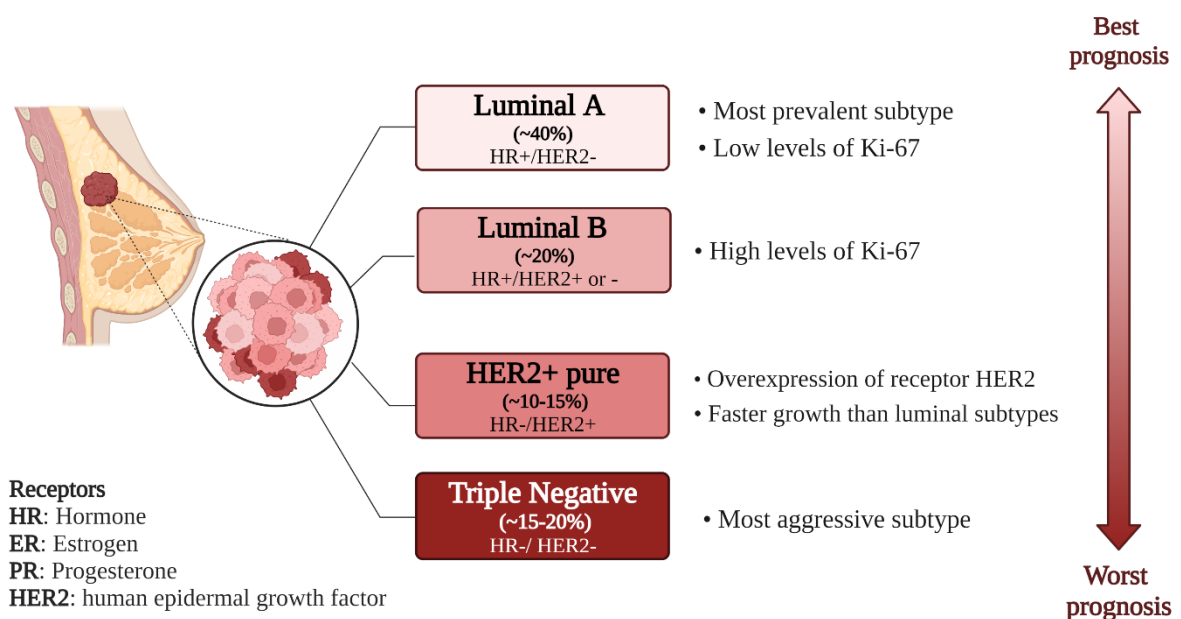 Best
prognosis
Luminal A
(~40%)
HR+/HER2-
• Most prevalent subtype
• Low levels of Ki-67
Luminal B
(~20%)
HR+/HER2+ or -
• High levels of Ki-67
HER2+ pure
(~10-15%)
HR-/HER2+
• Overexpression of receptor HER2
• Faster growth than luminal subtypes
Triple Negative
(~15-20%)
HR-/ HER2-
• Most aggressive subtype
Receptors
HR: Hormone
ER: Estrogen
PR: Progesterone
HER2: human epidermal growth factor
Worst
prognosis